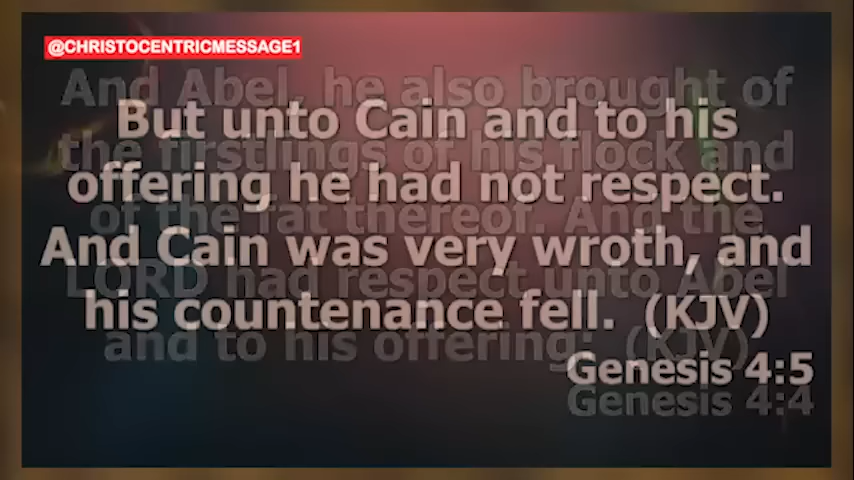 @CHRISTOCENTRICMESSAGE1
And Abel, he also brought of
the firstlings of his flock and
of the fat thereof. And the
LORD had respect unto Abel
and to his offering: (KJV)
Genesis 4:4
But unto Cain and to his
offering he had not respect.
And Cain was very wroth, and
his countenance fell. (KJV)
Genesis 4:5